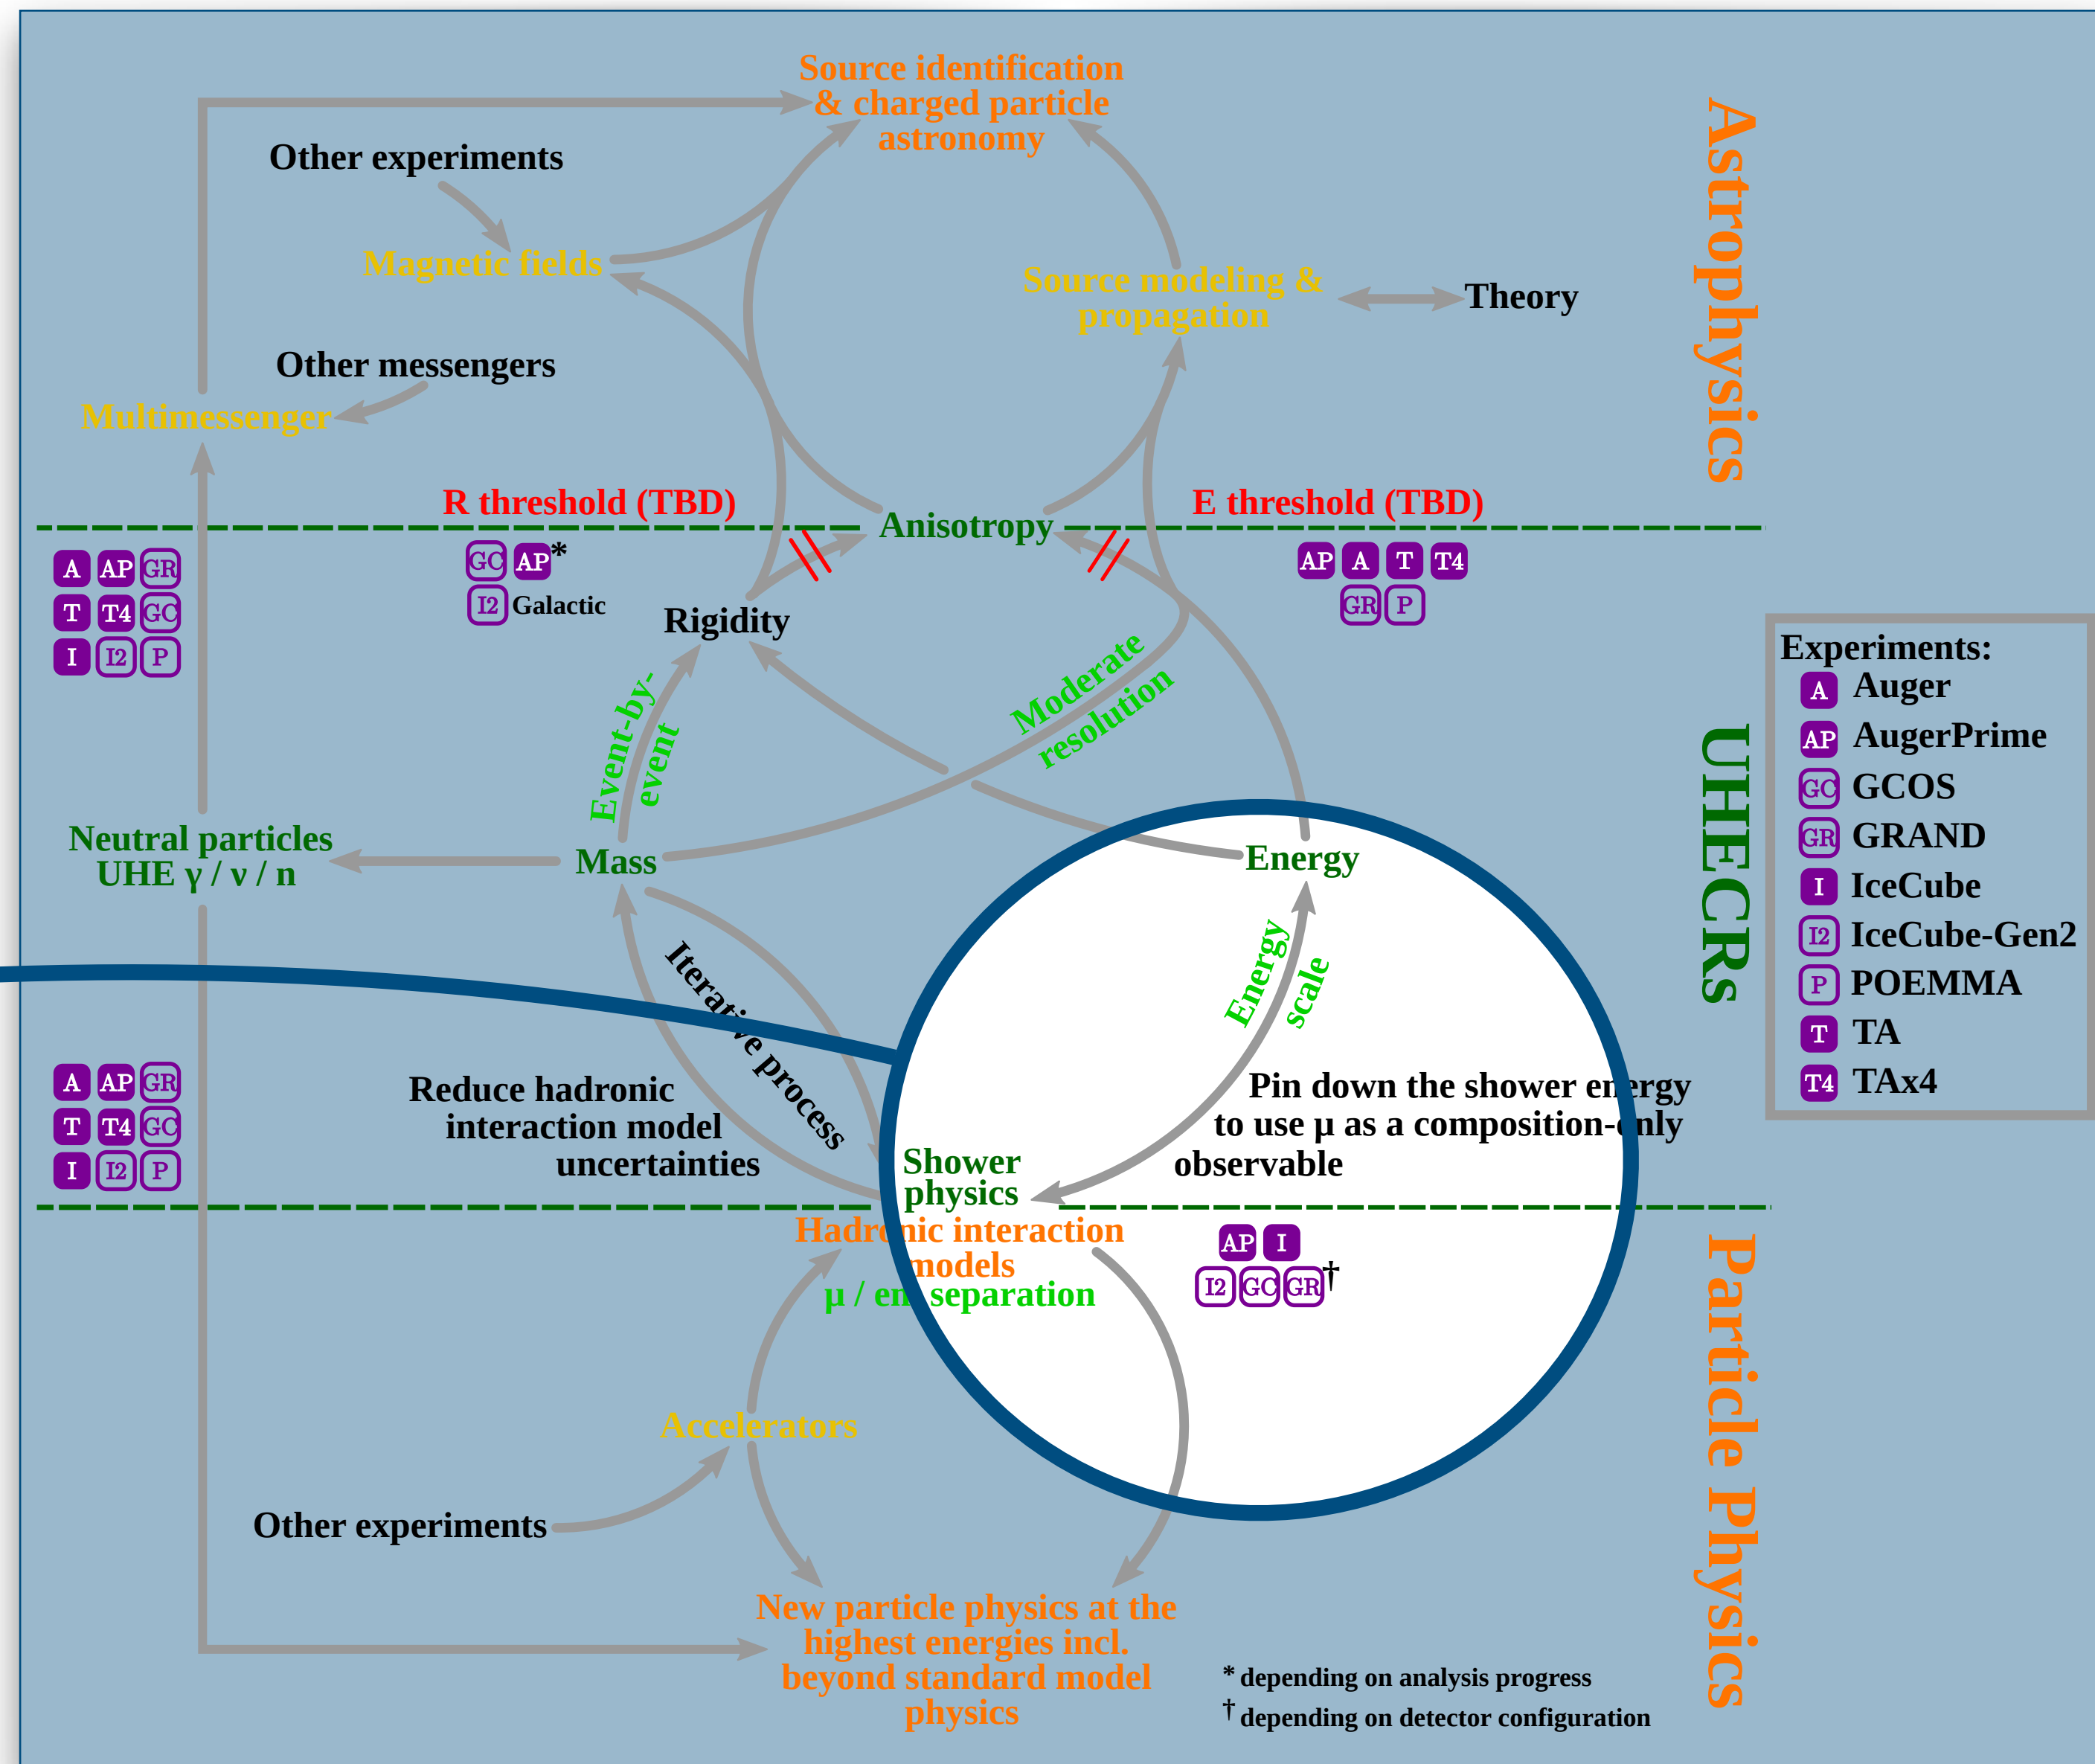 Source identification
& charged particle
astronomy
Other experiments
Magnetic fields
Source modeling &
propagation
Theory
Other messengers
Multimessenger
Astrophysics
R threshold (TBD)
E threshold (TBD)
Anisotropy
A AP GR
T T4 GC
I I2 P
GC AP*
I2 Galactic
AP A T T4
GR P
Rigidity
Event-by-
event
Moderate
resolution
UHECRs
Experiments:
A Auger
AP AugerPrime
GC GCOS
GR GRAND
I IceCube
I2 IceCube-Gen2
P POEMMA
T TA
T4 TAx4
Neutral particles
UHE γ / ν / n
Mass
Energy
Energy
scale
Iterative process
A AP GR
T T4 GC
I I2 P
Reduce hadronic
interaction model
uncertainties
Pin down the shower energy
to use μ as a composition-only
observable
Shower
physics
Hadronic interaction
models
μ / em separation
AP I
I2 GC GR†
Particle Physics
Accelerators
Other experiments
New particle physics at the
highest energies incl.
beyond standard model
physics
* depending on analysis progress
† depending on detector configuration